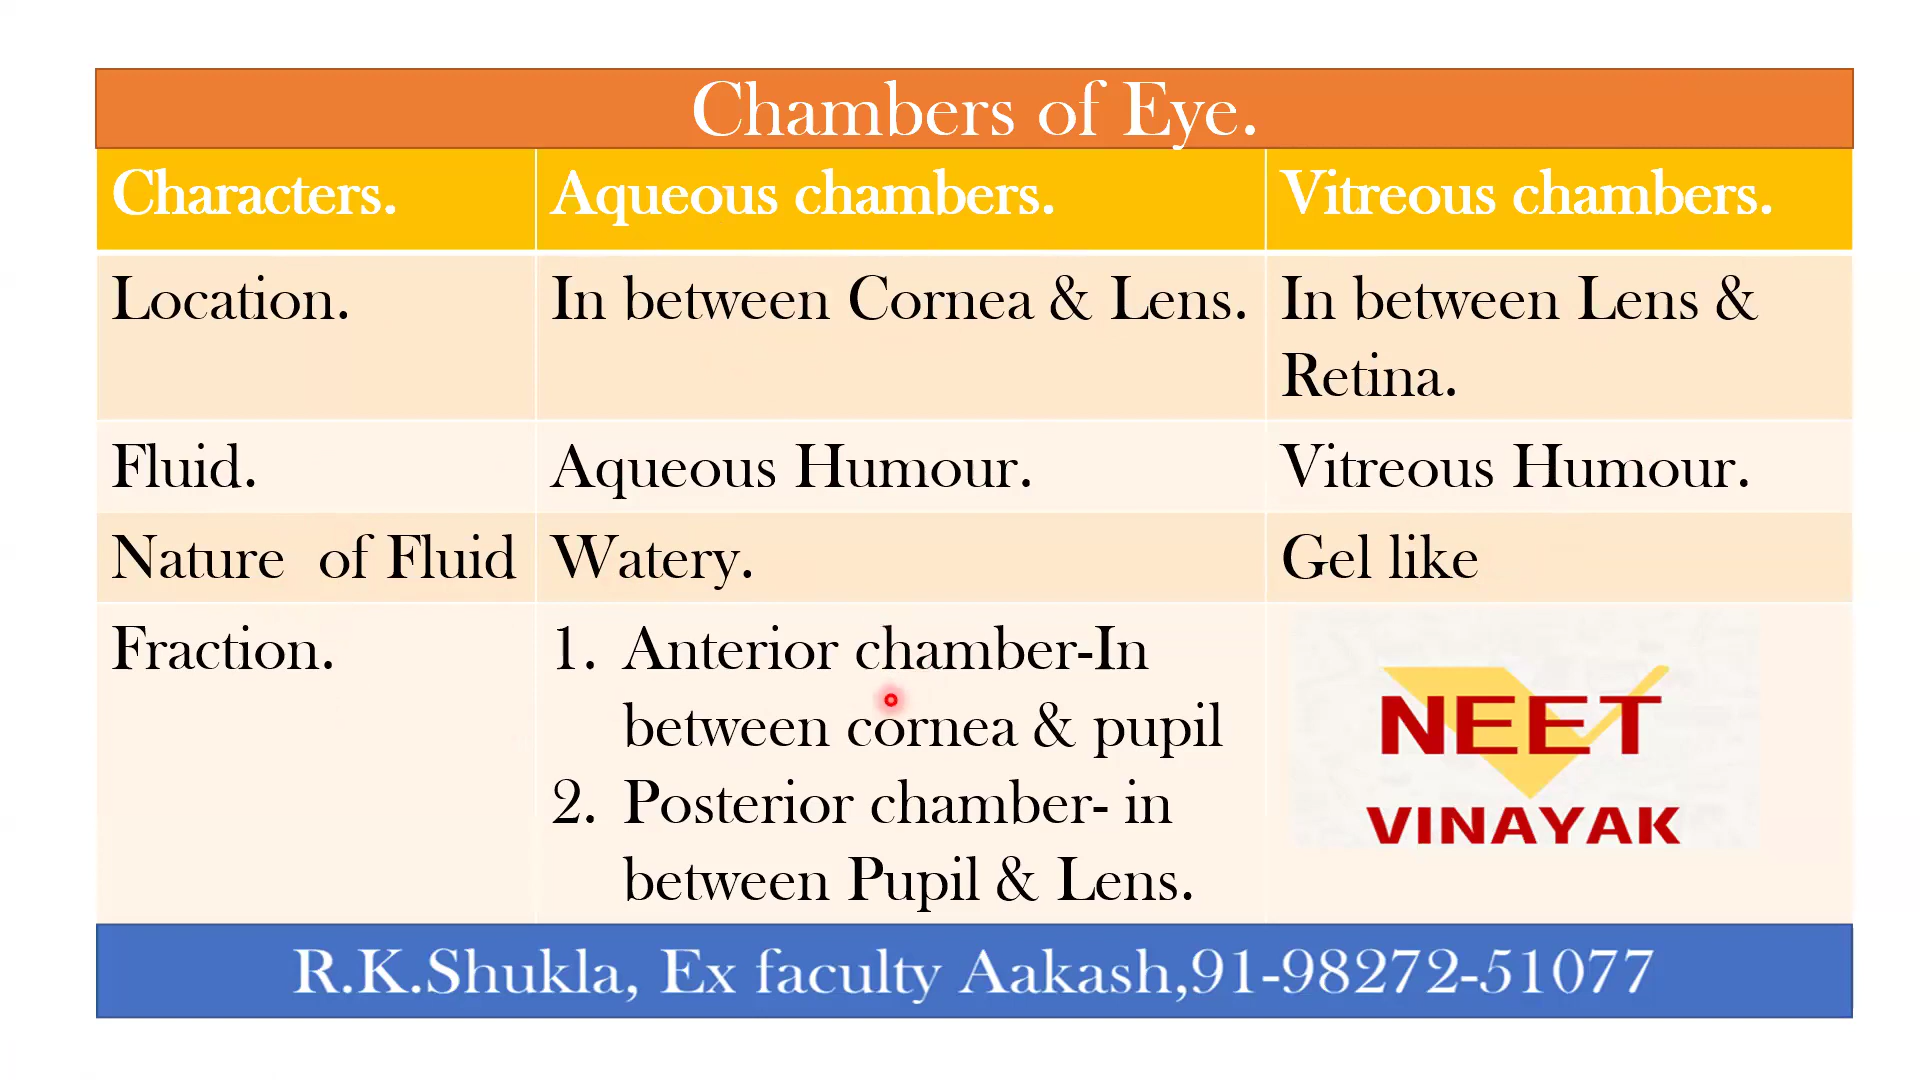 Chambers of Eye.
Characters.
Aqueous chambers.
Vitreous chambers.
Location.
In between Cornea & Lens.
In between Lens &
Retina.
Fluid.
Aqueous Humour.
Vitreous Humour.
Nature of Fluid
Watery.
Gel like
Fraction.
1. Anterior chamber-In
between cornea & pupil
2. Posterior chamber- in
between Pupil & Lens.
NEET
VINAYAK
R.K.Shukla, Ex faculty Aakash,91-98272-51077